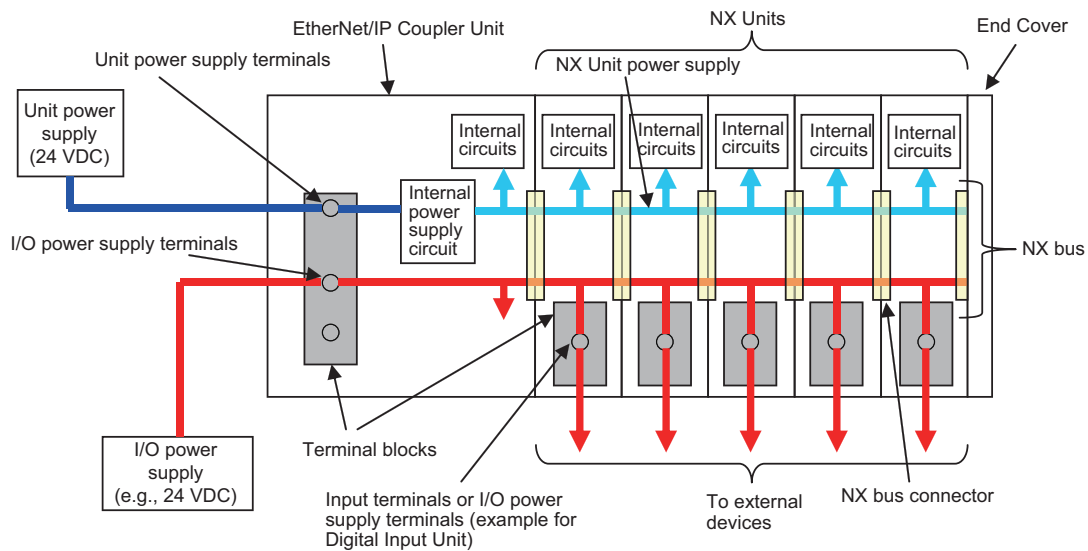 EtherNet/IP Coupler Unit
NX Units
End Cover
Unit power supply terminals
NX Unit power supply
Unit power
supply
(24 VDC)
Internal
circuits
Internal
circuits
Internal
circuits
Internal
circuits
Internal
circuits
Internal
circuits
Internal
power
supply
circuit
I/O power supply terminals
NX bus
I/O power
supply
(e.g., 24 VDC)
Terminal blocks
Input terminals or I/O power
supply terminals (example for
Digital Input Unit)
To external
devices
NX bus connector